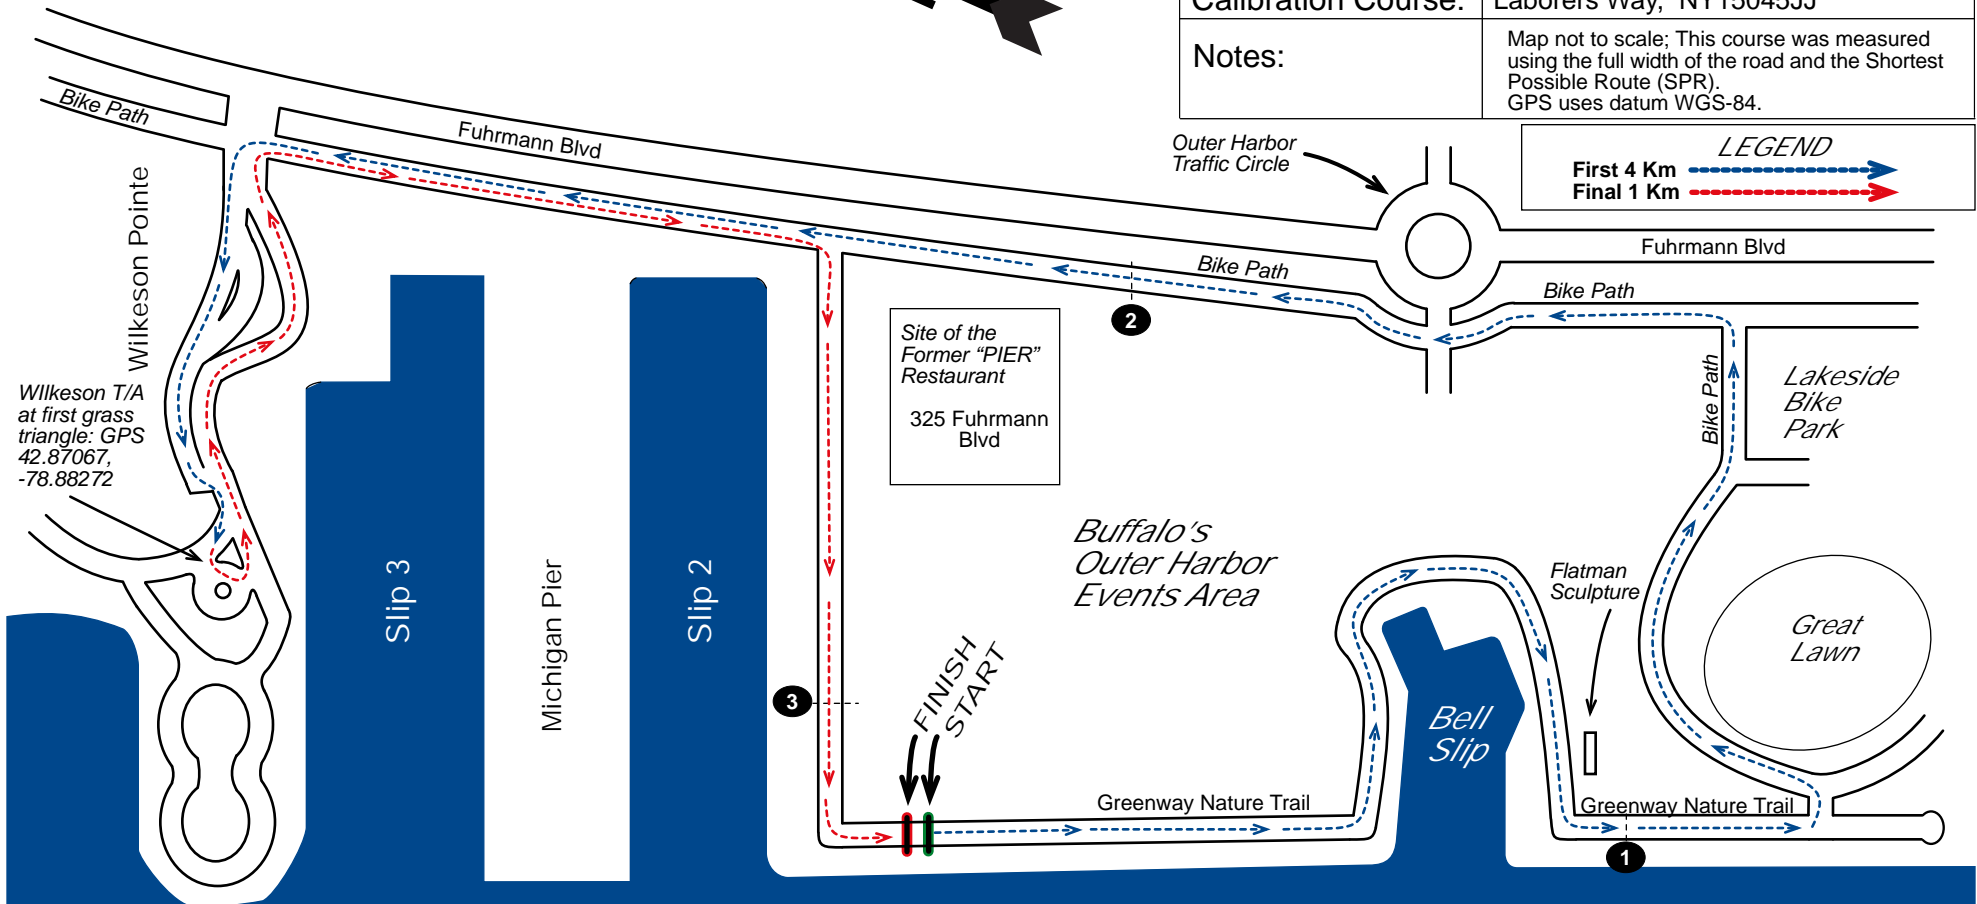 Calibration Course:
Laborers Way, NY15045JJ
Notes:
Map not to scale; This course was measured
using the full width of the road and the Shortest
Possible Route (SPR).
GPS uses datum WGS-84.
LEGEND
First 4 Km
Final 1 Km
Outer Harbor
Traffic Circle
Bike Path
Fuhrmann Blvd
Fuhrmann Blvd
Bike Path
Bike Path
Bike Path
Wilkeson Pointe
WIlkeson T/A
at first grass
triangle: GPS
42.87067,
-78.88272
Site of the
Former “PIER”
Restaurant
325 Fuhrmann
Blvd
2
Lakeside
Bike
Park
Buffalo's
Outer Harbor
Events Area
Flatman
Sculpture
Great
Lawn
Slip 3
Michigan Pier
Slip 2
3
FINISH
START
Bell
Slip
Greenway Nature Trail
Greenway Nature Trail
1